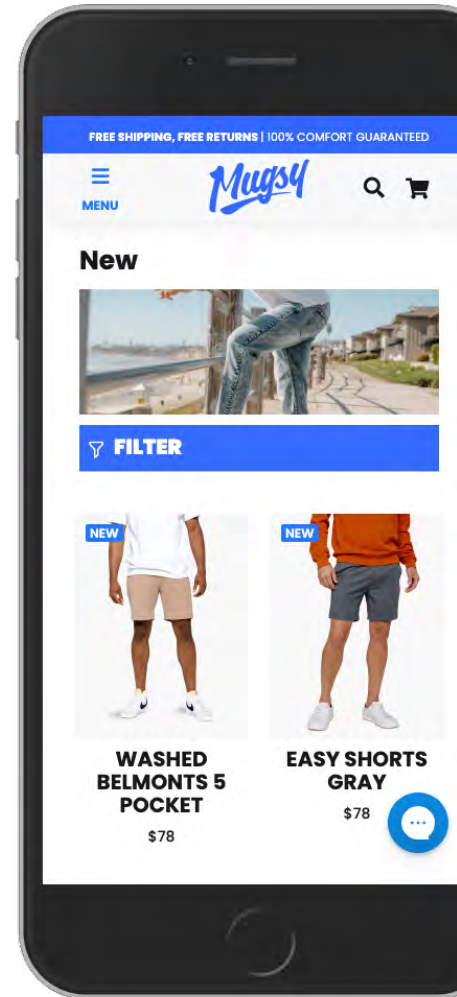 FREE SHIPPING, FREE RETURNS | 100% COMFORT GUARANTEED
MENU
Mugsy
New
FILTER
NEW
NEW
WASHED
BELMONTS 5
POCKET
$78
EASY SHORTS
GRAY
$78